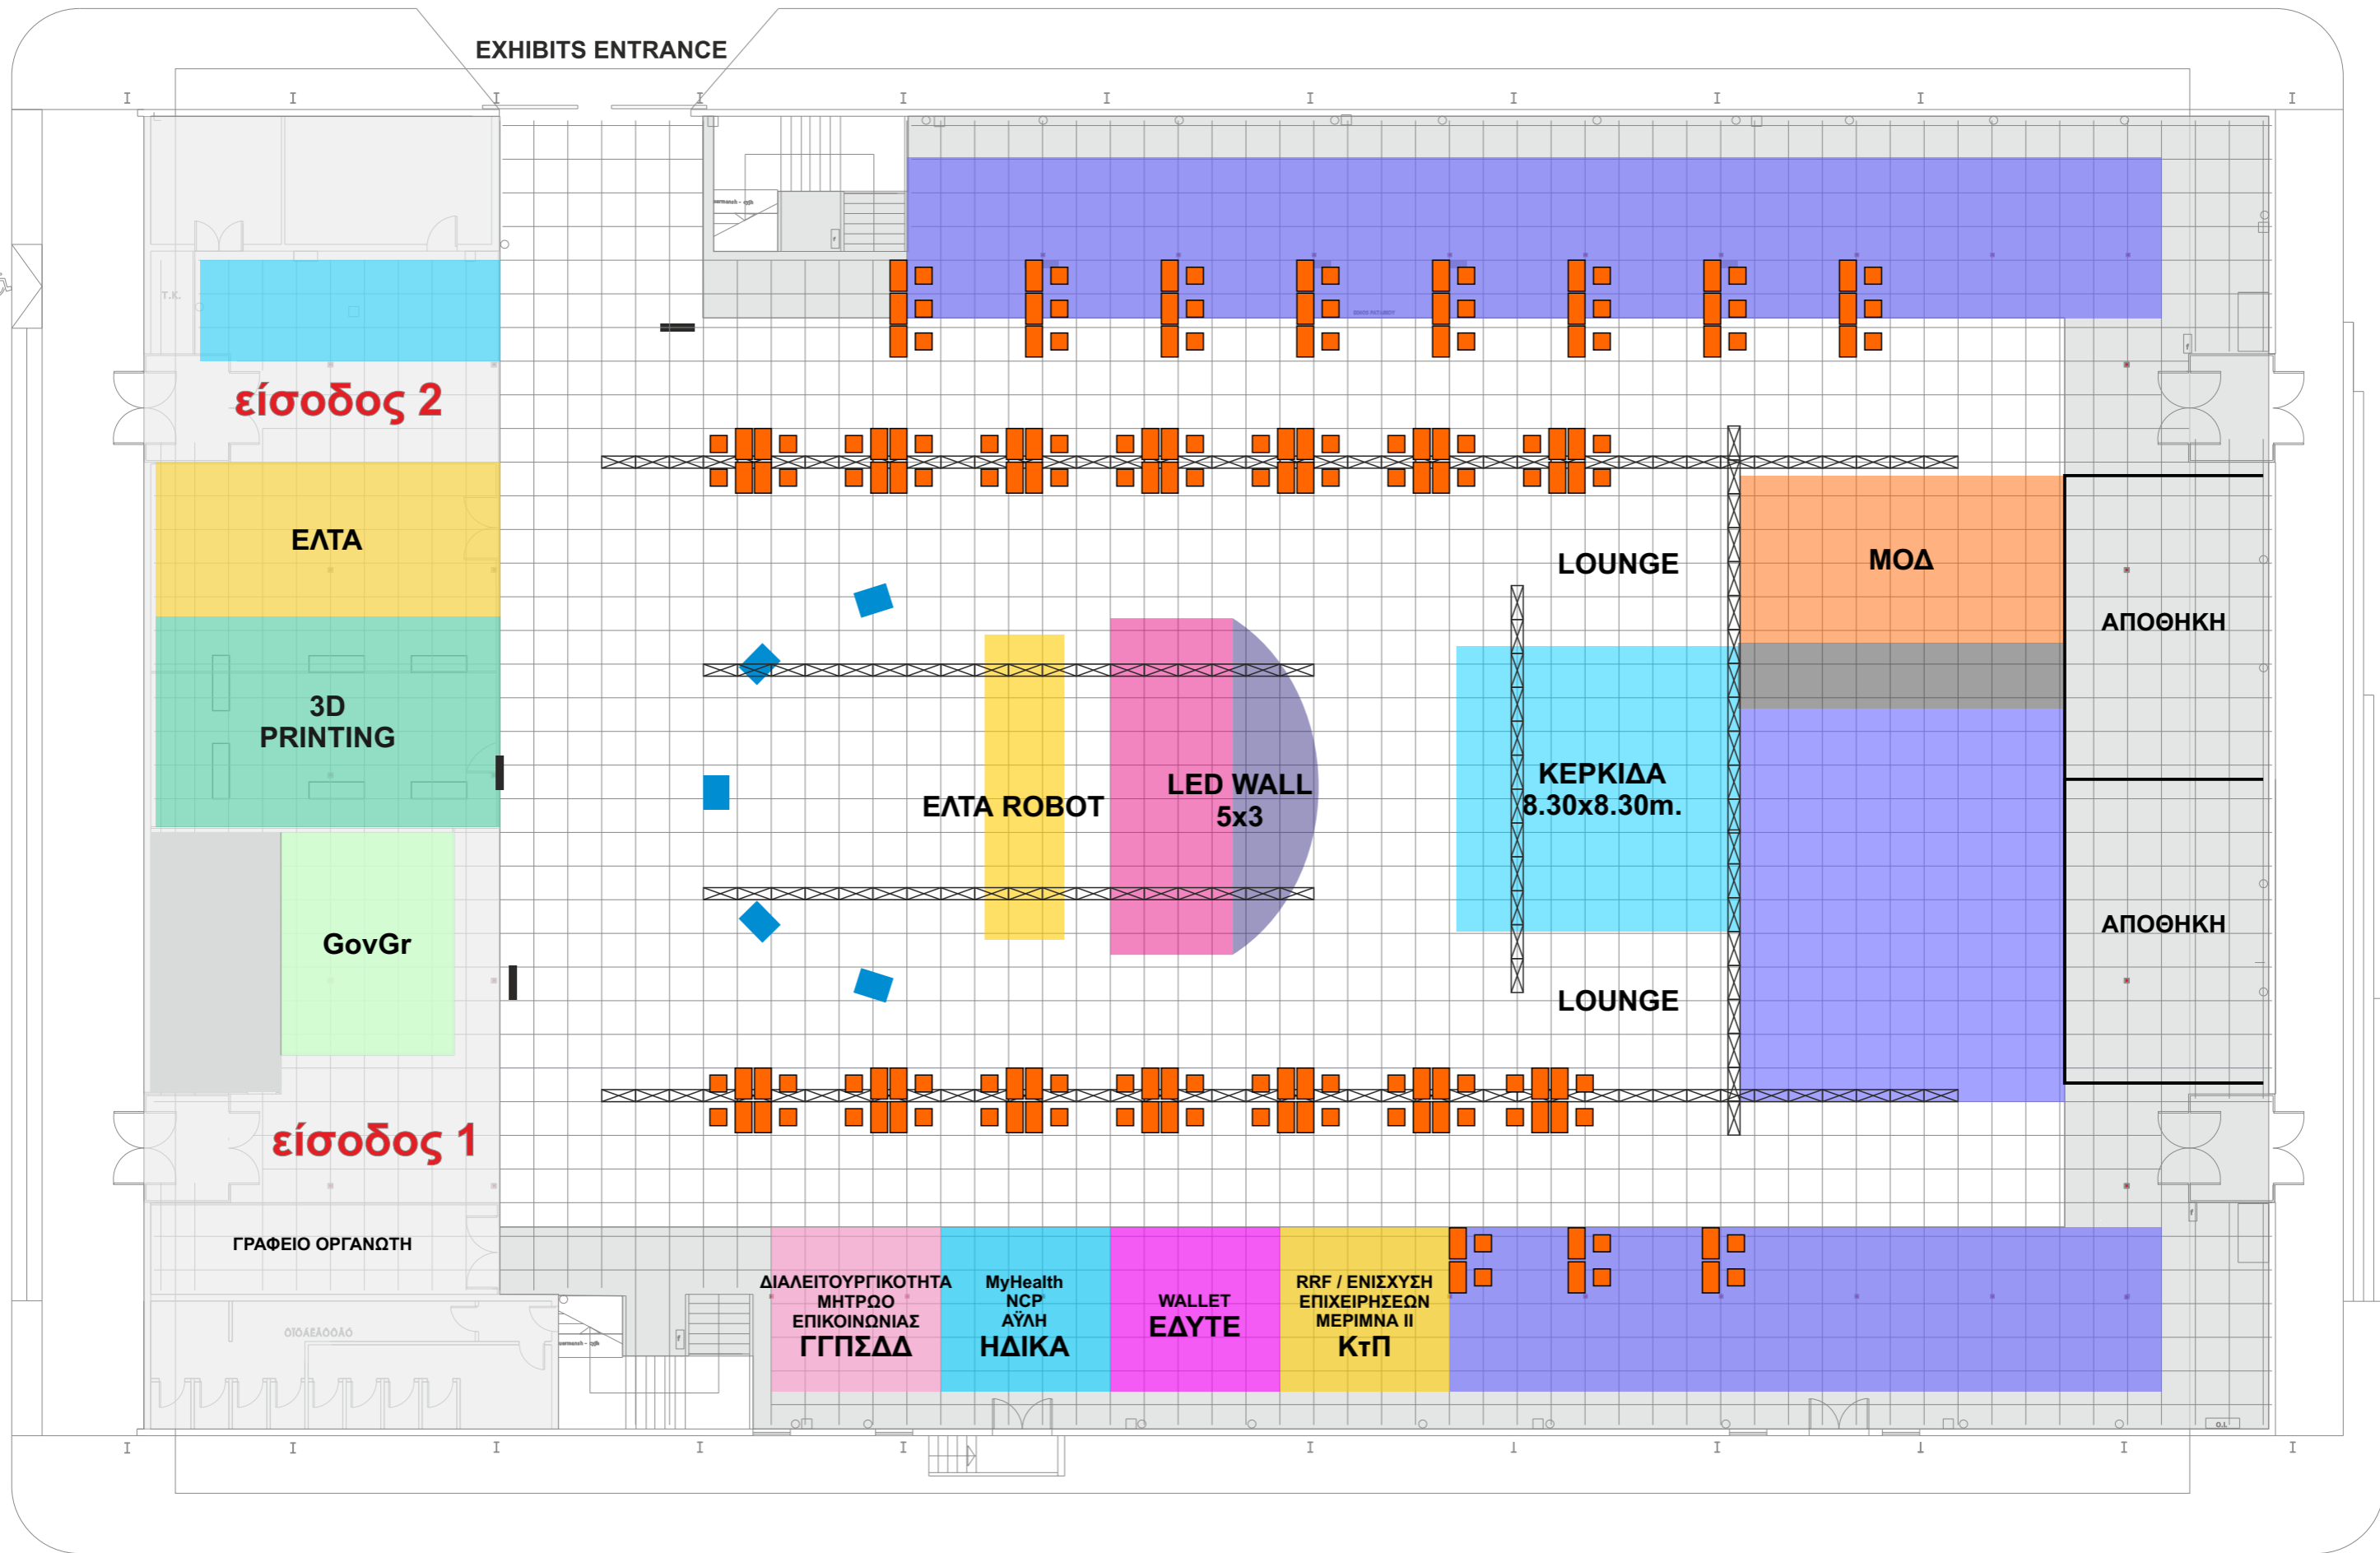 EXHIBITS ENTRANCE
Τ.Κ.
είσοδος 2
ΕΛΤΑ
LOUNGE
ΜΟΔ
ΑΠΟΘΗΚΗ
3D
PRINTING
ΕΛΤΑ ROBOT
LED WALL
5x3
ΚΕΡΚΙΔΑ
8.30x8.30m.
GovGr
ΑΠΟΘΗΚΗ
LOUNGE
είσοδος 1
ΓΡΑΦΕΙΟ ΟΡΓΑΝΩΤΗ
ΔΙΑΛΕΙΤΟΥΡΓΙΚΟΤΗΤΑ
ΜΗΤΡΩΟ
ΕΠΙΚΟΙΝΩΝΙΑΣ
ΓΓΠΣΔΔ
MyHealth
NCP
ΑΫΛΗ
ΗΔΙΚΑ
WALLET
ΕΔΥΤΕ
RRF / ΕΝΙΣΧΥΣΗ
ΕΠΙΧΕΙΡΗΣΕΩΝ
ΜΕΡΙΜΝΑ ΙΙ
ΚτΠ